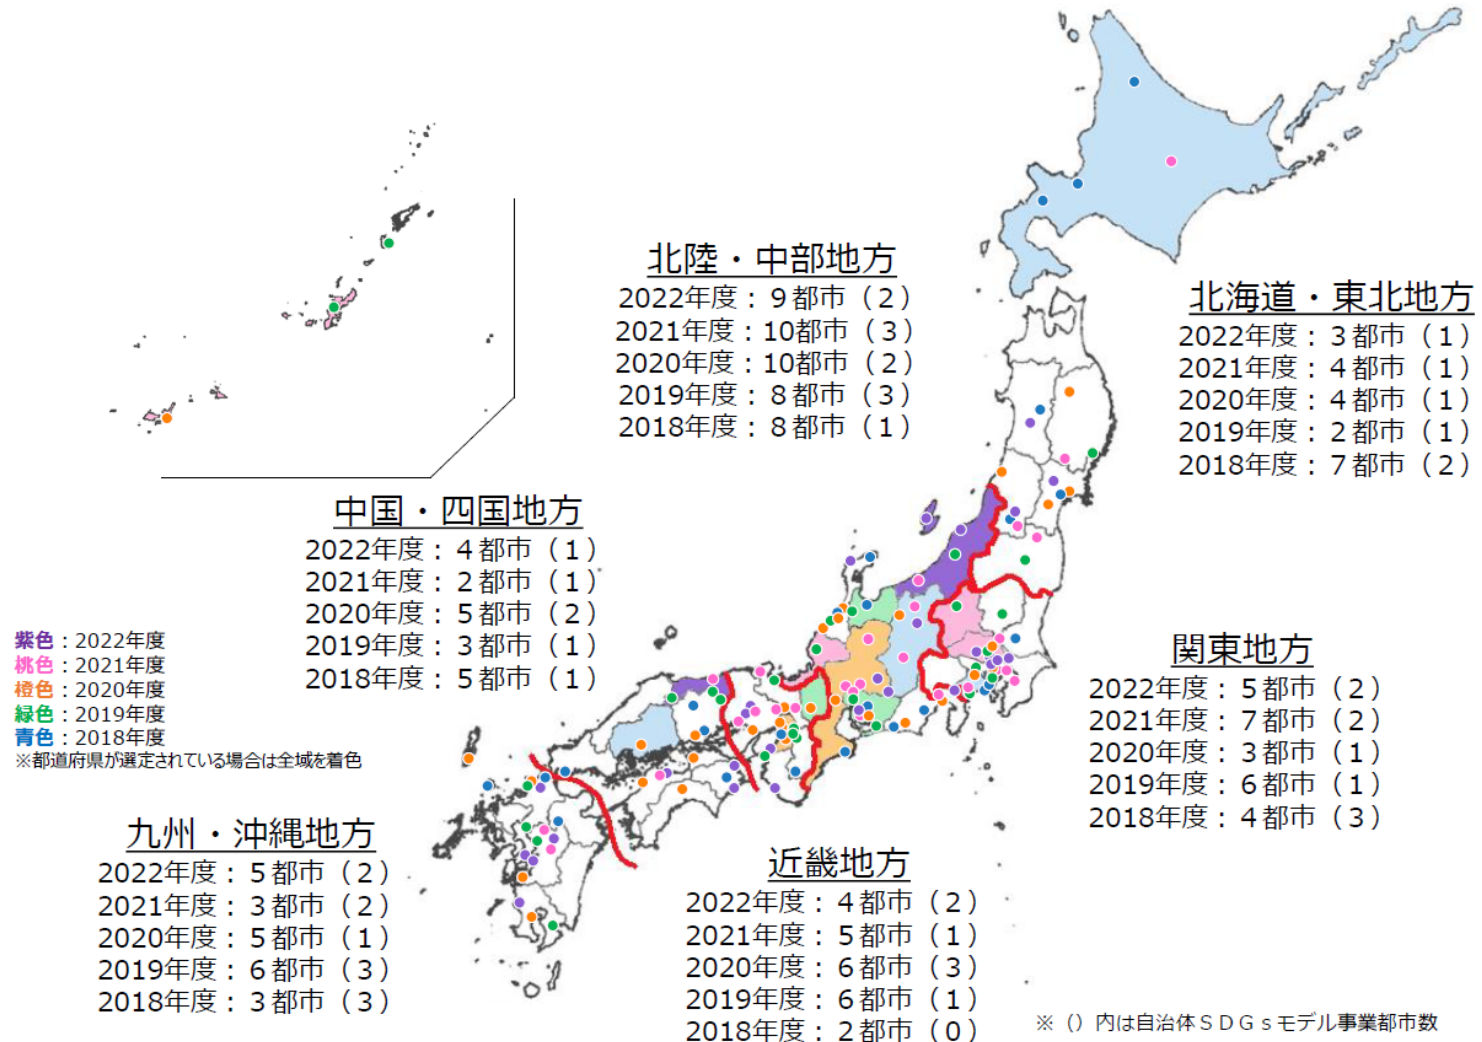 北陸・中部地方
2022年度：９都市（２）
2021年度：10都市（３）
2020年度：10都市（２）
2019年度：８都市（３）
2018年度：８都市（１）
北海道・東北地方
2022年度：３都市（１）
2021年度：４都市（１）
2020年度：４都市（１）
2019年度：２都市（１）
2018年度：７都市（２）
中国・四国地方
2022年度：４都市（１）
2021年度：２都市（１）
2020年度：５都市（２）
2019年度：３都市（１）
2018年度：５都市（１）
紫色：2022年度
桃色：2021年度
橙色：2020年度
緑色：2019年度
青色：2018年度
※都道府県が選定されている場合は全域を着色
関東地方
2022年度：５都市（２）
2021年度：７都市（２）
2020年度：３都市（１）
2019年度：６都市（１）
2018年度：４都市（３）
九州・沖縄地方
2022年度：５都市（２）
2021年度：３都市（２）
2020年度：５都市（１）
2019年度：６都市（３）
2018年度：３都市（３）
近畿地方
2022年度：４都市（２）
2021年度：５都市（１）
2020年度：６都市（３）
2019年度：６都市（１）
2018年度：２都市（０）
※（）内は自治体ＳＤＧｓモデル事業都市数